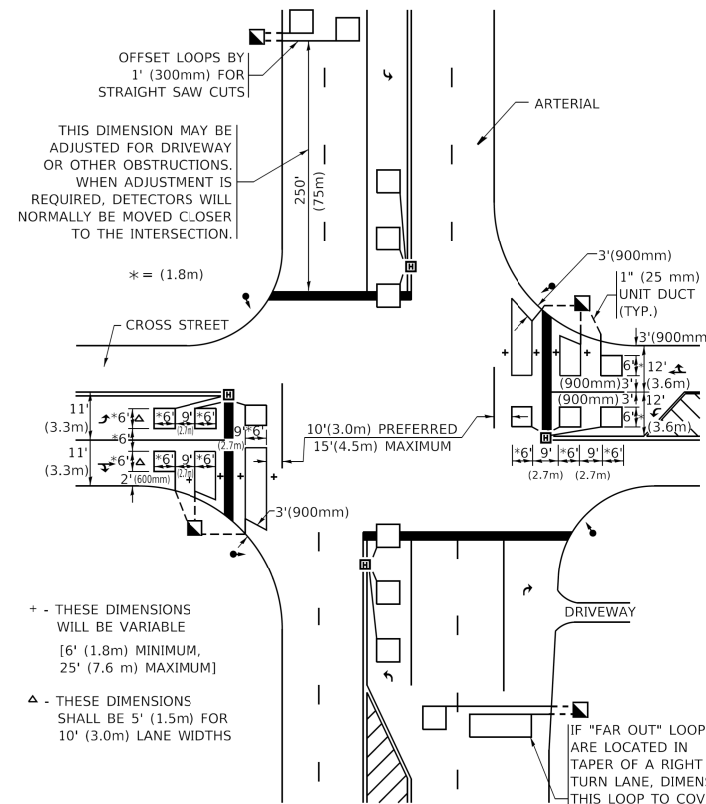 OFFSET LOOPS BY
1' (300mm) FOR
STRAIGHT SAW CUTS
THIS DIMENSION MAY BE
ADJUSTED FOR DRIVEWAY
OR OTHER OBSTRUCTIONS.
WHEN ADJUSTMENT IS
REQUIRED, DETECTORS WILL
NORMALLY BE MOVED CLOSER
TO THE INTERSECTION.
* = (1.8m)
250'
(75m)
ARTERIAL
H
3'(900mm)
1" (25 mm)
UNIT DUCT
(TYP.)
CROSS STREET
3'(900mm
6'*
12'
(3.6m)
(900mm) 3'
(900mm) 3'
6'*
12'
(3.6m)
H
*6' 9' *6' 9' *6'
(2.7m) (2.7m)
H
11'
(3.3m)
*6' Δ
*6' 9' *6'
(2.7m)
9' *6'
(2.7m)
*6'
11'
(3.3m)
*6' Δ
*6' 9' *6'
(2.7m)
2' (600mm)
10'(3.0m) PREFERRED
15'(4.5m) MAXIMUM
3'(900mm)
H
DRIVEWAY
+ - THESE DIMENSIONS
WILL BE VARIABLE
[6' (1.8m) MINIMUM,
25' (7.6 m) MAXIMUM]
Δ - THESE DIMENSIONS
SHALL BE 5' (1.5m) FOR
10' (3.0m) LANE WIDTHS
IF "FAR OUT" LOOP
ARE LOCATED IN
TAPER OF A RIGHT
TURN LANE, DIMEN
THIS LOOP TO COV